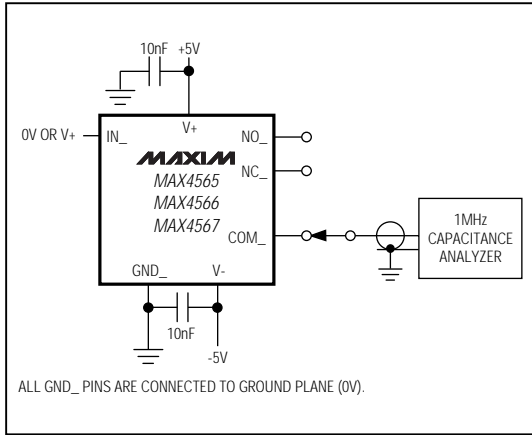 10nF +5V
0V OR V+
IN_
V+
NO_
MAXIM
NC_
MAX4565
MAX4566
MAX4567
COM_
1MHz
CAPACITANCE
ANALYZER
GND_
V-
10nF
-5V
ALL GND_ PINS ARE CONNECTED TO GROUND PLANE (0V).